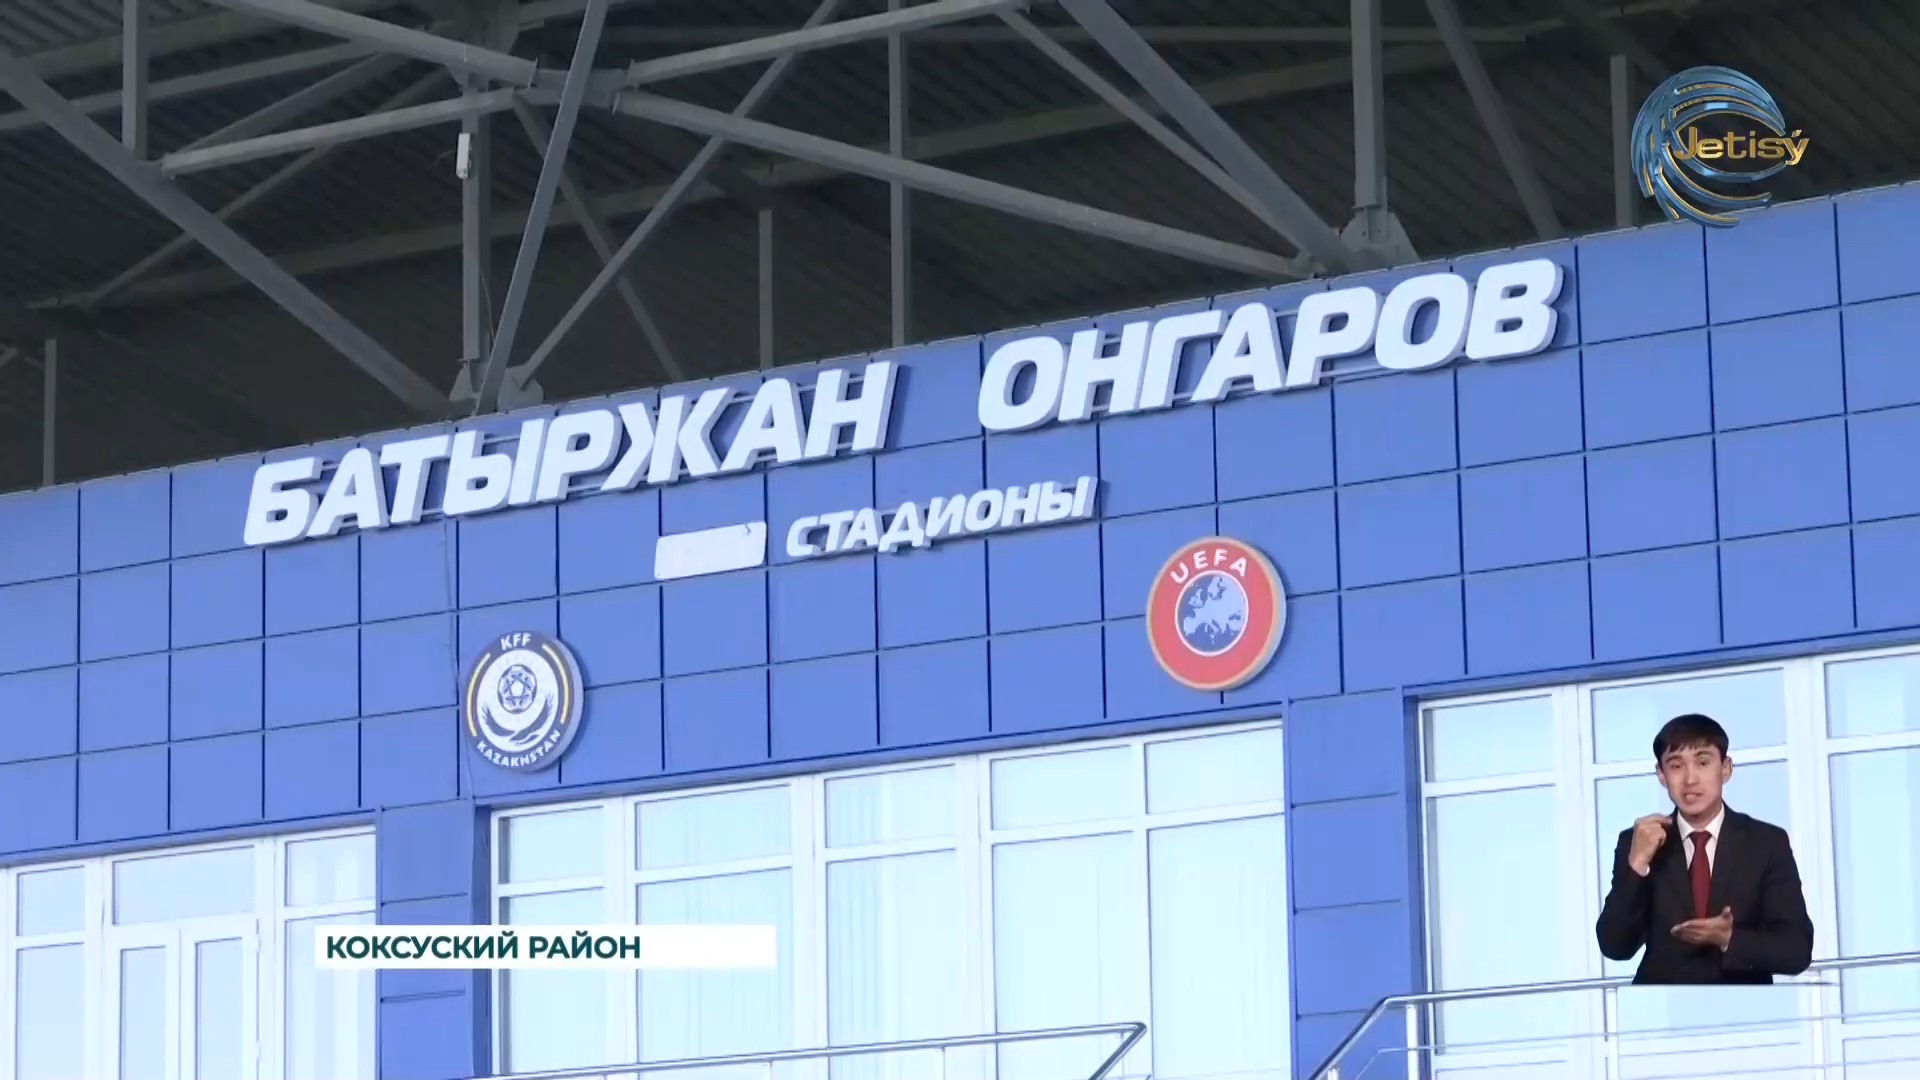 Jetisý
БАТЫРЖАН ОНГАРОВ
СТАДИОНЫ
UEFA
KFF
KAZAKHSTAN
КОКСУСКИЙ РАЙОН